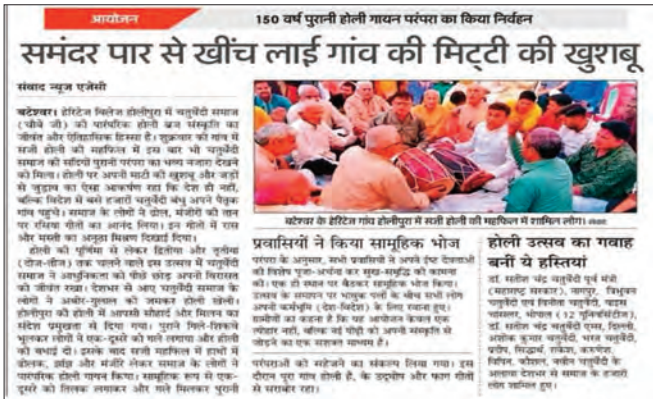 आयोजन
150 वर्ष पुरानी होली गायन परंपरा का किया निर्वहन
समंदर पार से खींच लाई गांव की मिट्टी की खुशबू
संवाद न्यूज एजेंसी
बटेश्वर। हेरिटेज विलेज होलीपुरा में चतुर्वेदी समाज
(चौबे जी) की पारंपरिक होली ब्रज संस्कृति का
जीवंत और ऐतिहासिक हिस्सा है। शुक्रवार को गांव में
सजी होली की महफिल में इस बार भी चतुर्वेदी
समाज की सदियों पुरानी परंपरा का भव्य नजारा देखने
को मिला। होली पर अपनी माटी की खुशबू और जड़ों
से जुड़ाव का ऐसा आकर्षण रहा कि देश ही नहीं,
बल्कि विदेश में बसे हजारों चतुर्वेदी बंधु अपने पैतृक
गांव पहुंचे। समाज के लोगों ने ढोल, मंजीरों की तान
पर रसिया गीतों का आनंद लिया। इन गीतों में रास
और मस्ती का अनूठा मिश्रण दिखाई दिया।
होली की पूर्णिमा से लेकर द्वितीया और तृतीया
(दौज-तीज) तक चलने वाले इस उत्सव में चतुर्वेदी
समाज ने आधुनिकता को पीछे छोड़ अपनी विरासत
को जीवंत रखा। देशभर से आए चतुर्वेदी समाज के
लोगों ने अबीर-गुलाल की जमकर होली खेली।
होलीपुरा की होली में आपसी सौहार्द और मिलन का
संदेश प्रमुखता से दिया गया। पुराने गिले-शिकवे
भूलकर लोगों ने एक-दूसरे को गले लगाया और होली
की बधाई दी। इसके बाद सजी महफिल में हाथों में
ढोलक, झांझ और मंजीरे लेकर समाज के लोगों ने
पारंपरिक होली गायन किया। सामूहिक रूप से एक-
दूसरे को तिलक लगाकर और गले मिलकर पुरानी
बटेश्वर के हेरिटेज गांव होलीपुरा में सजी होली की महफिल में शामिल लोग।
प्रवासियों ने किया सामूहिक भोज
परंपरा के अनुसार, सभी प्रवासियों ने अपने ईष्ट देवताओं
की विशेष पूजा-अर्चना कर सुख-समृद्धि की कामना
की। एक ही स्थान पर बैठकर सामूहिक भोज किया।
उत्सव के समापन पर भावुक पलों के बीच सभी लोग
अपनी कर्मभूमि (देश-विदेश) के लिए रवाना हुए।
ग्रामीणों का कहना है कि यह आयोजन केवल एक
त्योहार नहीं, बल्कि नई पीढ़ी को अपनी संस्कृति से
जोड़ने का एक सशक्त माध्यम है।
परंपराओं को सहेजने का संकल्प लिया गया। इस
दौरान पूरा गांव होली है, के उद्घोष और फाग गीतों
से सराबोर रहा।
होली उत्सव का गवाह
बनीं ये हस्तियां
डॉ. सतीश चंद्र चतुर्वेदी पूर्व मंत्री
(महाराष्ट्र सरकार), नागपुर, त्रिभुवन
चतुर्वेदी एवं विनीता चतुर्वेदी, वाइस
चांसलर, भोपाल (12 यूनिवर्सिटीज),
डॉ. सतीश चंद्र चतुर्वेदी एम्स, दिल्ली,
अशोक कुमार चतुर्वेदी, भरत चतुर्वेदी,
प्रदीप, सिद्धार्थ, राकेश, करुणेश,
विपिन, कौशल, नवीन चतुर्वेदी के
अलावा देशभर से समाज के हजारों
लोग शामिल हुए।